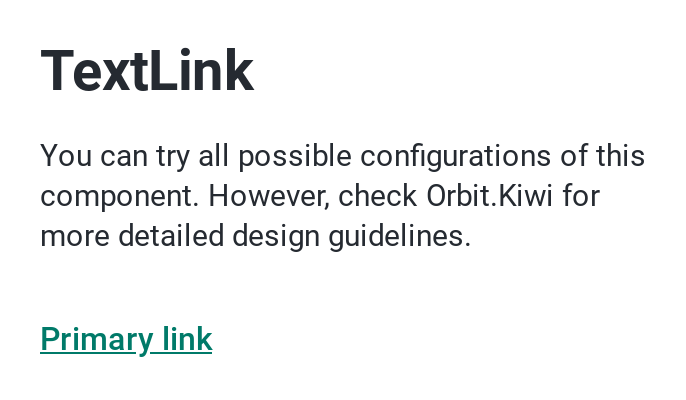 TextLink
You can try all possible configurations of this
component. However, check Orbit.Kiwi for
more detailed design guidelines.
Primary link